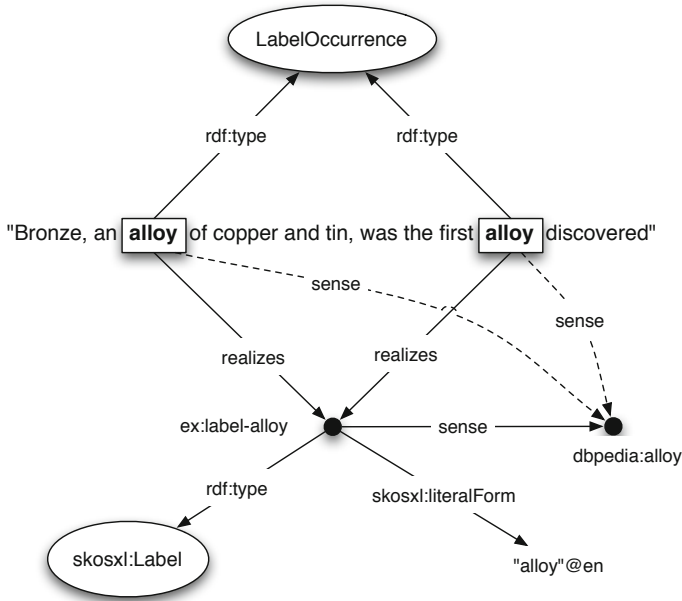 LabelOccurrence
rdf:type rdf:type
"Bronze, an alloy of copper and tin, was the first alloy discovered"
sense
sense
realizes realizes
ex:label-alloy sense
dbpedia:alloy
rdf:type skosxl:literalForm
skosxl:Label "alloy"@en